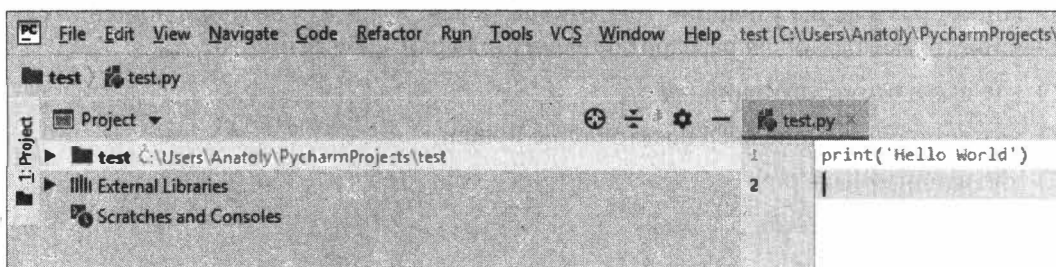 PC File Edit View Navigate Code Refactor Run Tools VCS Window Help test [C:\Users\Anatoly\PycharmProjects\
test test.py
1: Project
Project test.py
test C:\Users\Anatoly\PycharmProjects\test
External Libraries
Scratches and Consoles
1 print('Hello World')
2